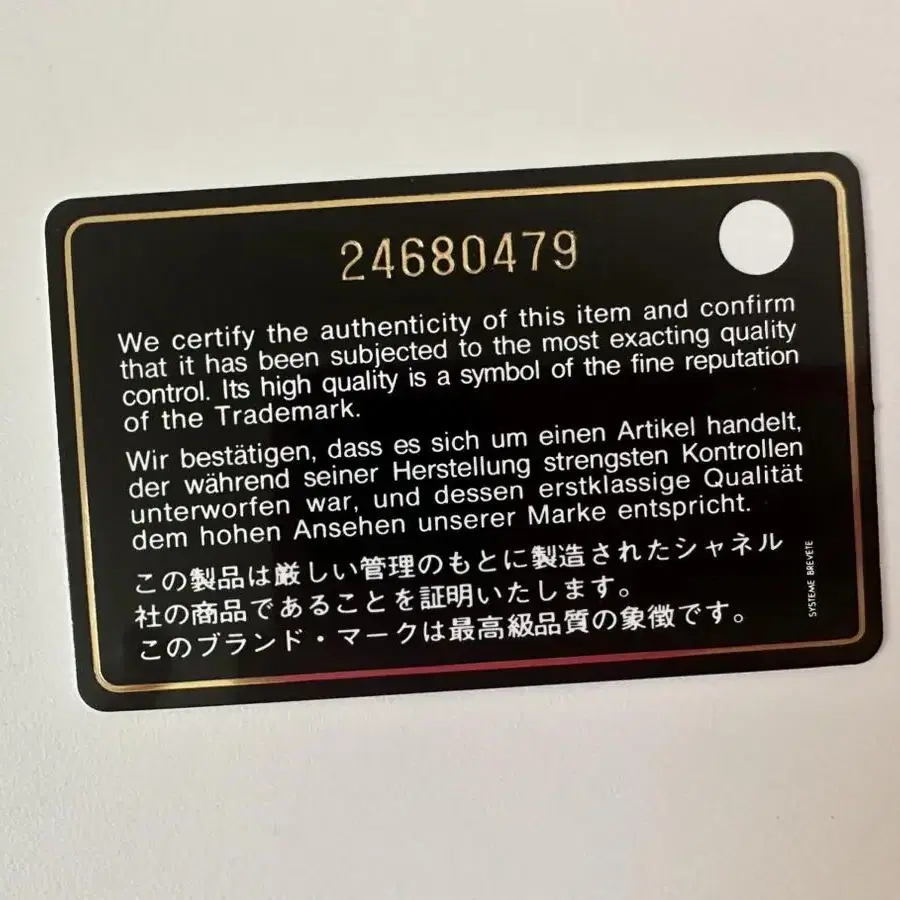 24680479
We certify the authenticity of this item and confirm
that it has been subjected to the most exacting quality
control. Its high quality is a symbol of the fine reputation
of the Trademark.
Wir bestätigen, dass es sich um einen Artikel handelt,
der während seiner Herstellung strengsten Kontrollen
unterworfen war, und dessen erstklassige Qualität
dem hohen Ansehen unserer Marke entspricht.
この製品は厳しい管理のもとに製造されたシャネル
社の商品であることを証明いたします。
このブランド・マークは最高級品質の象徴です。
SYSTEME BREVETE